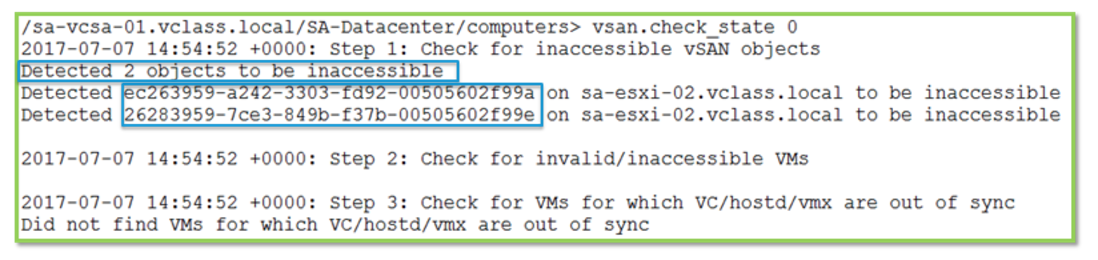 /sa-vcsa-01.vclass.local/SA-Datacenter/computers> vsan.check_state 0
2017-07-07 14:54:52 +0000: Step 1: Check for inaccessible vSAN objects
Detected 2 objects to be inaccessible
Detected ec263959-a242-3303-fd92-00505602f99a on sa-esxi-02.vclass.local to be inaccessible
Detected 26283959-7ce3-849b-f37b-00505602f99e on sa-esxi-02.vclass.local to be inaccessible
2017-07-07 14:54:52 +0000: Step 2: Check for invalid/inaccessible VMs
2017-07-07 14:54:52 +0000: Step 3: Check for VMs for which VC/hostd/vmx are out of sync
Did not find VMs for which VC/hostd/vmx are out of sync